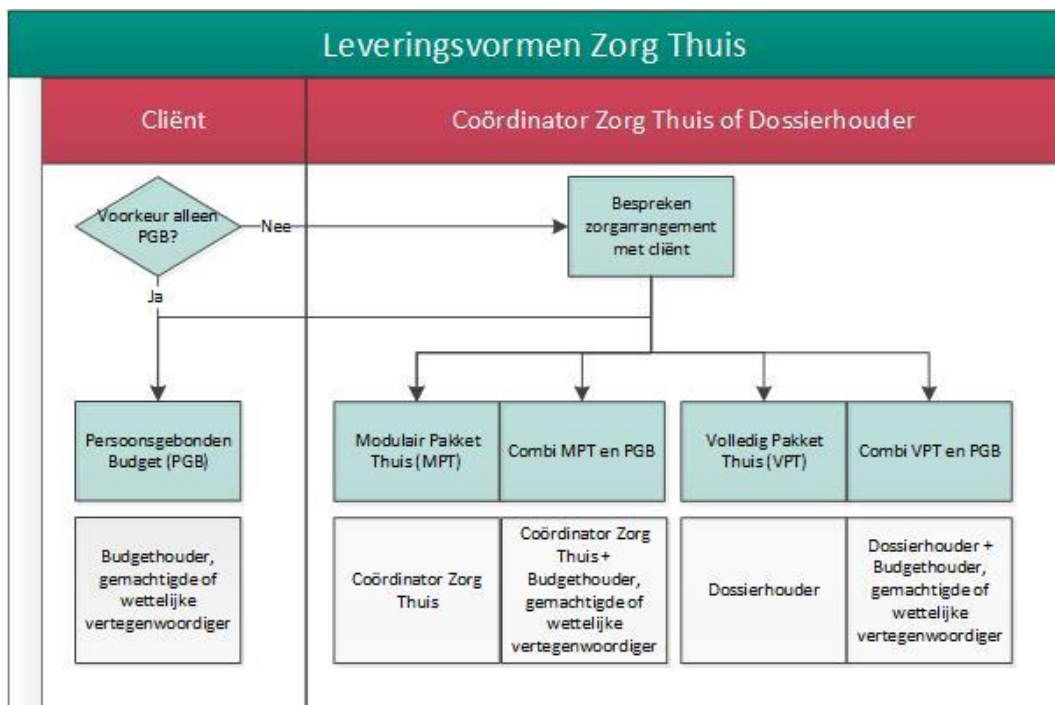 Leveringsvormen Zorg Thuis
Cliënt
Coördinator Zorg Thuis of Dossierhouder
Voorkeur alleen
PGB?
Nee
Bespreken
zorgarrangement
met cliënt
Ja
Persoonsgebonden
Budget (PGB)
Modulair Pakket
Thuis (MPT)
Combi MPT en PGB
Volledig Pakket
Thuis (VPT)
Combi VPT en PGB
Budgethouder,
gemachtigde of
wettelijke
vertegenwoordiger
Coördinator Zorg
Thuis
Coördinator Zorg
Thuis +
Budgethouder,
gemachtigde of
wettelijke
vertegenwoordiger
Dossierhouder
Dossierhouder +
Budgethouder,
gemachtigde of
wettelijke
vertegenwoordiger